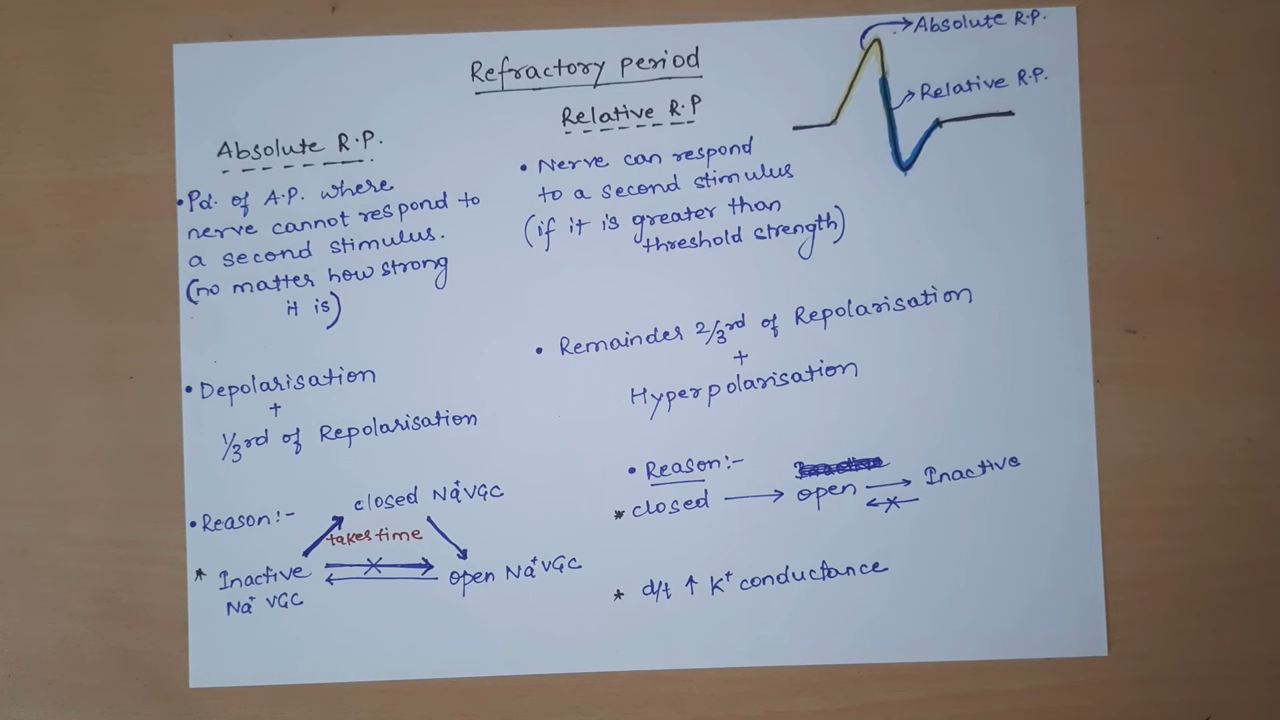 Refractory period
Absolute R.P.
Relative R.P.
Absolute R.P.
• Pd. of A.P. where
nerve cannot respond to
a second stimulus.
(no matter how strong
it is)
• Depolarisation
+
1/3rd of Repolarisation
• Reason:-
closed Na⁺VGC
takes time
* Inactive
Na⁺ VGC
open Na⁺VGC
Relative R.P
• Nerve can respond
to a second stimulus
(if it is greater than
threshold strength)
• Remainder 2/3rd of Repolarisation
+
Hyperpolarisation
• Reason:-
* closed → open → Inactive
* d/t ↑ K⁺ conductance